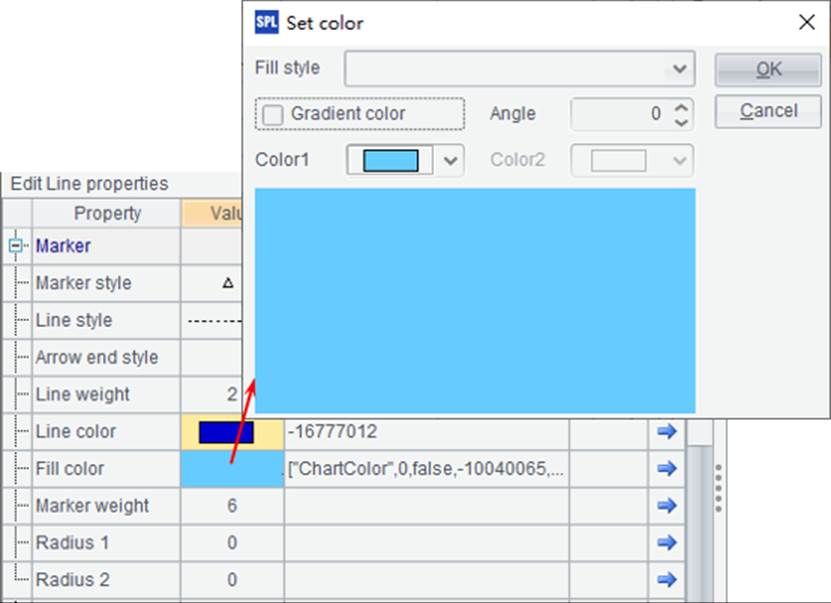 SPL Set color
Fill style
OK
Gradient color Angle 0
Cancel
Color1 Color2
Edit Line properties
Property Valu
Marker
Marker style
Line style
Arrow end style
Line weight 2
Line color -16777012
Fill color ["ChartColor",0,false,-10040065,...
Marker weight 6
Radius 1 0
Radius 2 0